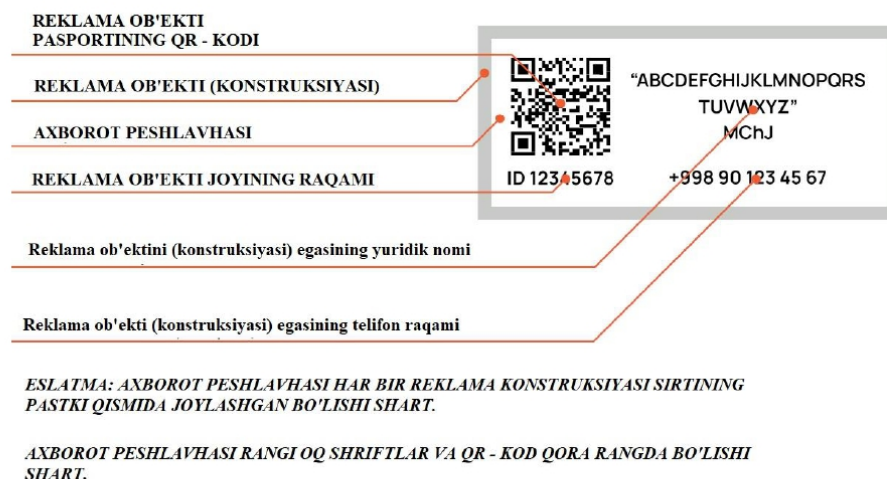 REKLAMA OB'EKTI
PASPORTINING QR - KODI
REKLAMA OB'EKTI (KONSTRUKSIYASI)
AXBOROT PESHLAVHASI
REKLAMA OB'EKTI JOYINING RAQAMI
Reklama ob'ektini (konstruksiyasi) egasining yuridik nomi
Reklama ob'ekti (konstruksiyasi) egasining telifon raqami
"ABCDEFGHIJKLMNOPQRS
TUVWXYZ"
MChJ
ID 12345678
+998 90 123 45 67
ESLATMA: AXBOROT PESHLAVHASI HAR BIR REKLAMA KONSTRUKSIYASI SIRTINING
PASTKI QISMIDA JOYLASHGAN BO'LISHI SHART.
AXBOROT PESHLAVHASI RANGI OQ SHRIFTLAR VA QR - KOD QORA RANGDA BO'LISHI
SHART.